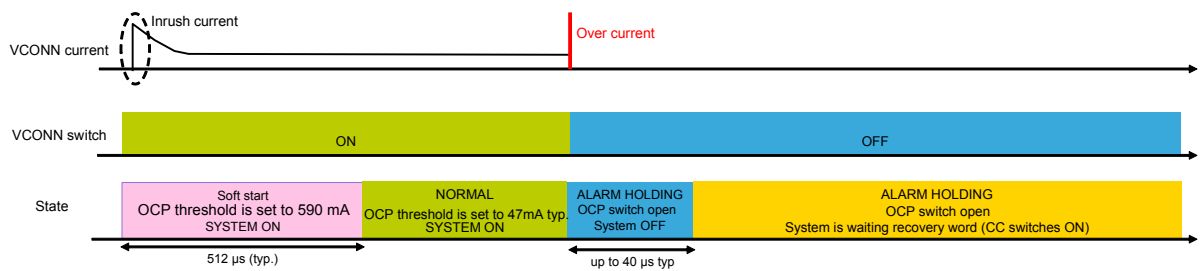 Inrush current
VCONN current
Over current
VCONN switch
ON
OFF
State
Soft start
OCP threshold is set to 590 mA
SYSTEM ON
NORMAL
OCP threshold is set to 47mA typ.
SYSTEM ON
ALARM HOLDING
OCP switch open
System OFF
ALARM HOLDING
OCP switch open
System is waiting recovery word (CC switches ON)
512 µs (typ.)
up to 40 µs typ